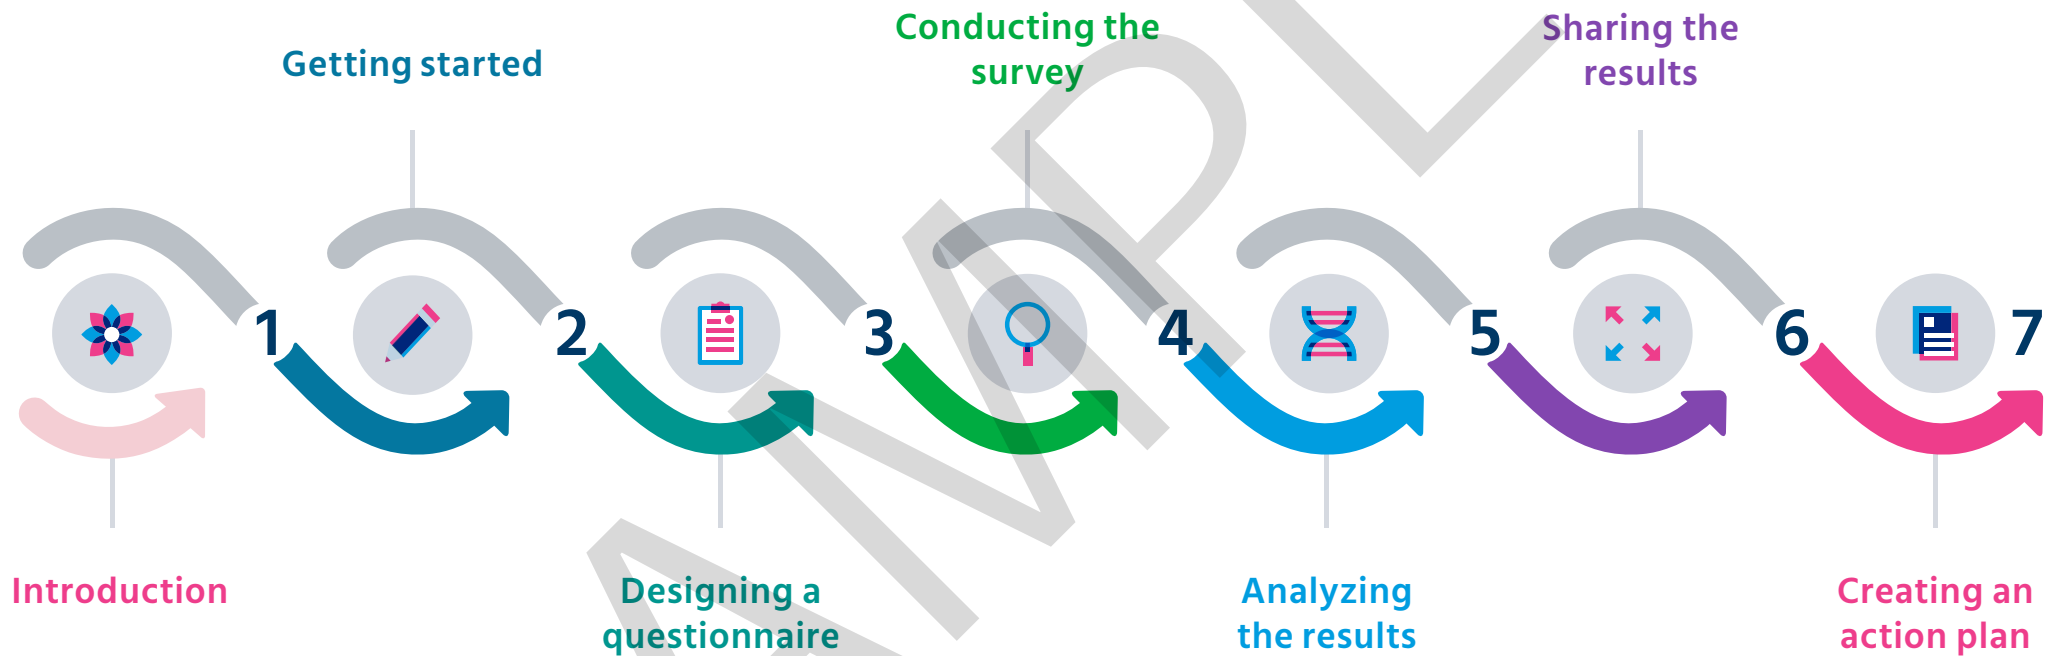 Conducting the
survey
Sharing the
results
Getting started
1
2
3
4
5
6
7
Introduction
Designing a
questionnaire
Analyzing
the results
Creating an
action plan